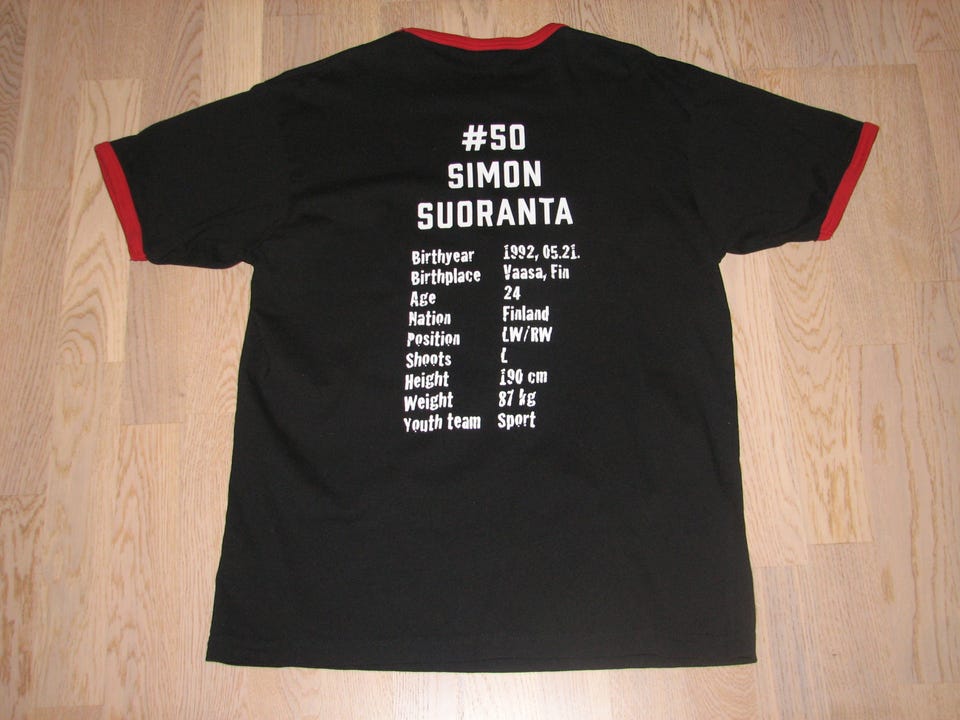 #50
SIMON
SUORANTA
Birthyear 1992, 05.21.
Birthplace Vaasa, Fin
Age 24
Nation Finland
Position LW/RW
Shoots L
Height 190 cm
Weight 87 kg
Youth team Sport